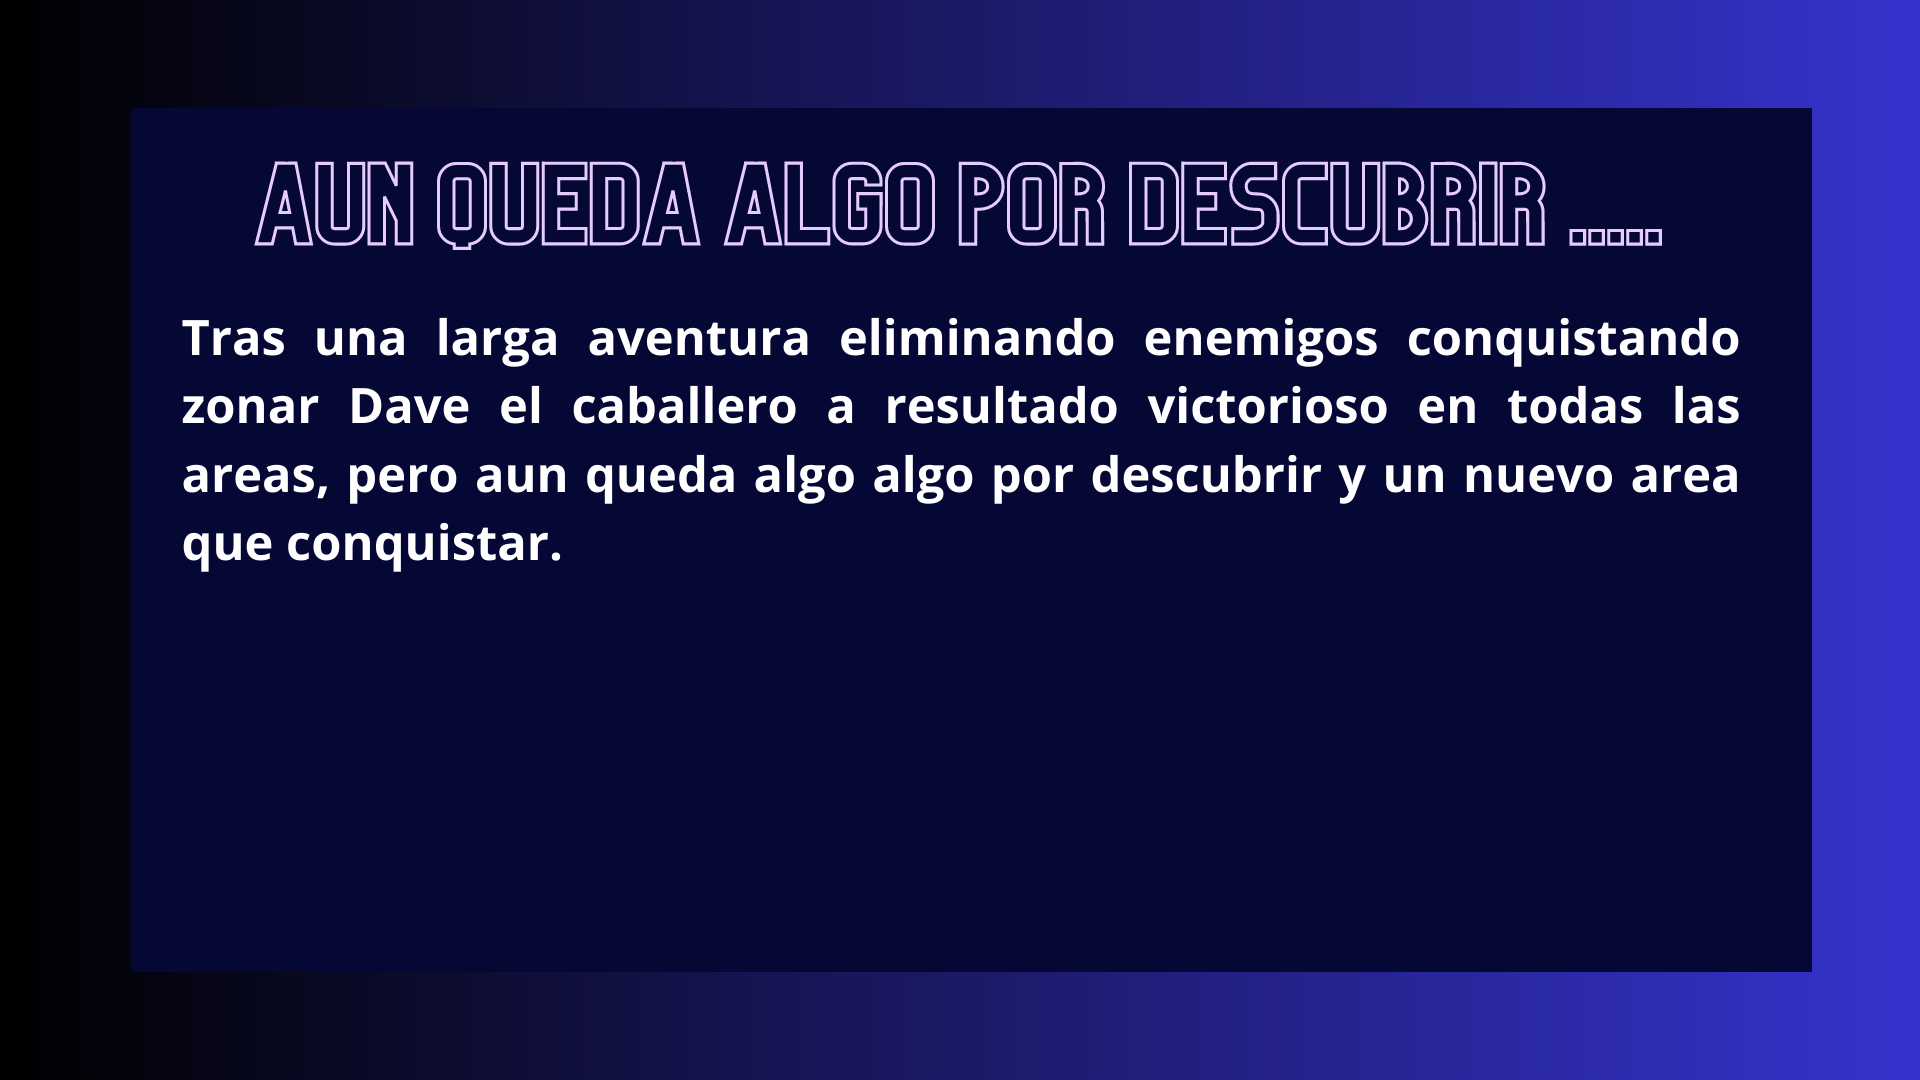 AUN QUEDA ALGO POR DESCUBRIR .....
Tras una larga aventura eliminando enemigos conquistando
zonar Dave el caballero a resultado victorioso en todas las
areas, pero aun queda algo algo por descubrir y un nuevo area
que conquistar.